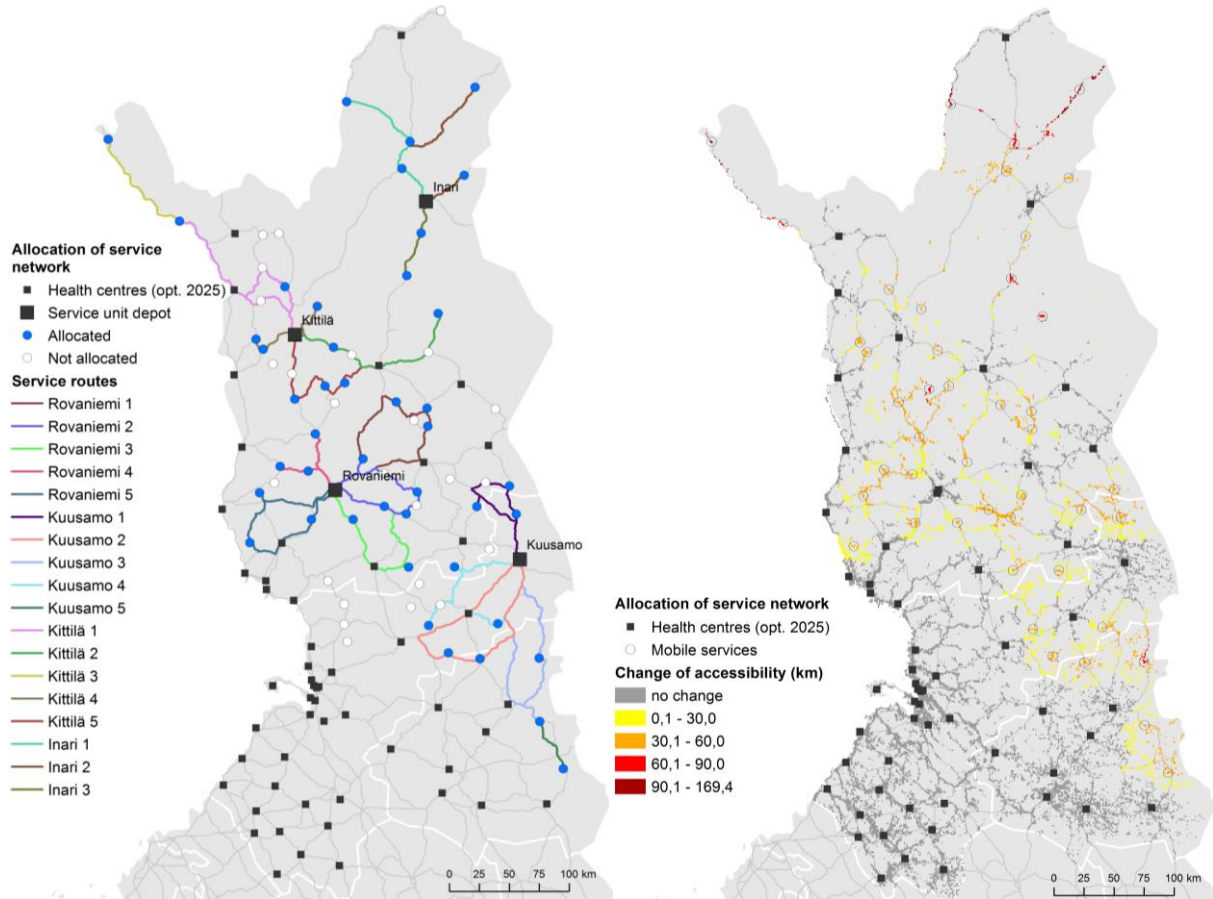 Inari
Allocation of service
network
Health centres (opt. 2025)
Service unit depot
Allocated
Not allocated
Service routes
Rovaniemi 1
Rovaniemi 2
Rovaniemi 3
Rovaniemi 4
Rovaniemi 5
Kuusamo 1
Kuusamo 2
Kuusamo 3
Kuusamo 4
Kuusamo 5
Kittilä 1
Kittilä 2
Kittilä 3
Kittilä 4
Kittilä 5
Inari 1
Inari 2
Inari 3
Kittilä
Rovaniemi
Kuusamo
0 25 50 100 km
Allocation of service network
Health centres (opt. 2025)
Mobile services
Change of accessibility (km)
no change
0,1 - 30,0
30,1 - 60,0
60,1 - 90,0
90,1 - 169,4
0 25 50 100 km